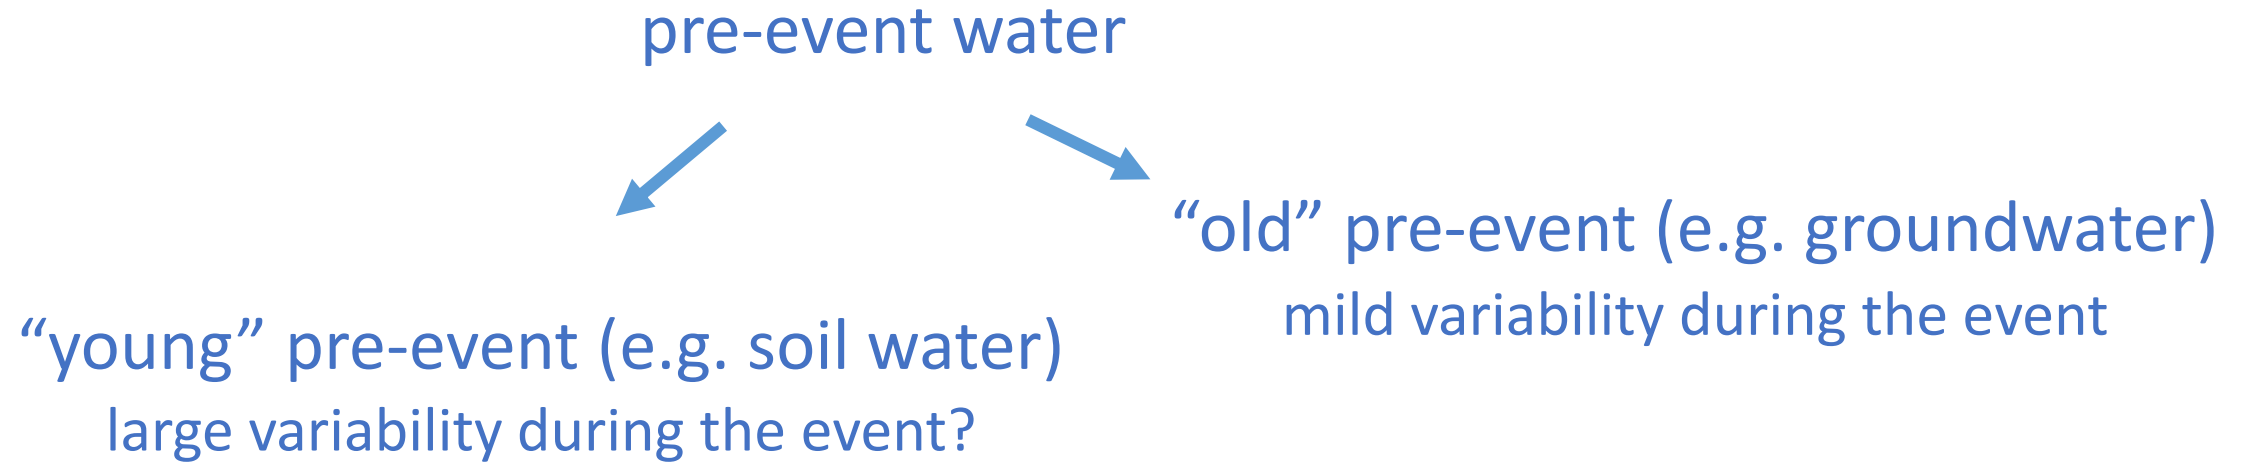 pre-event water
“old” pre-event (e.g. groundwater)
mild variability during the event
“young” pre-event (e.g. soil water)
large variability during the event?